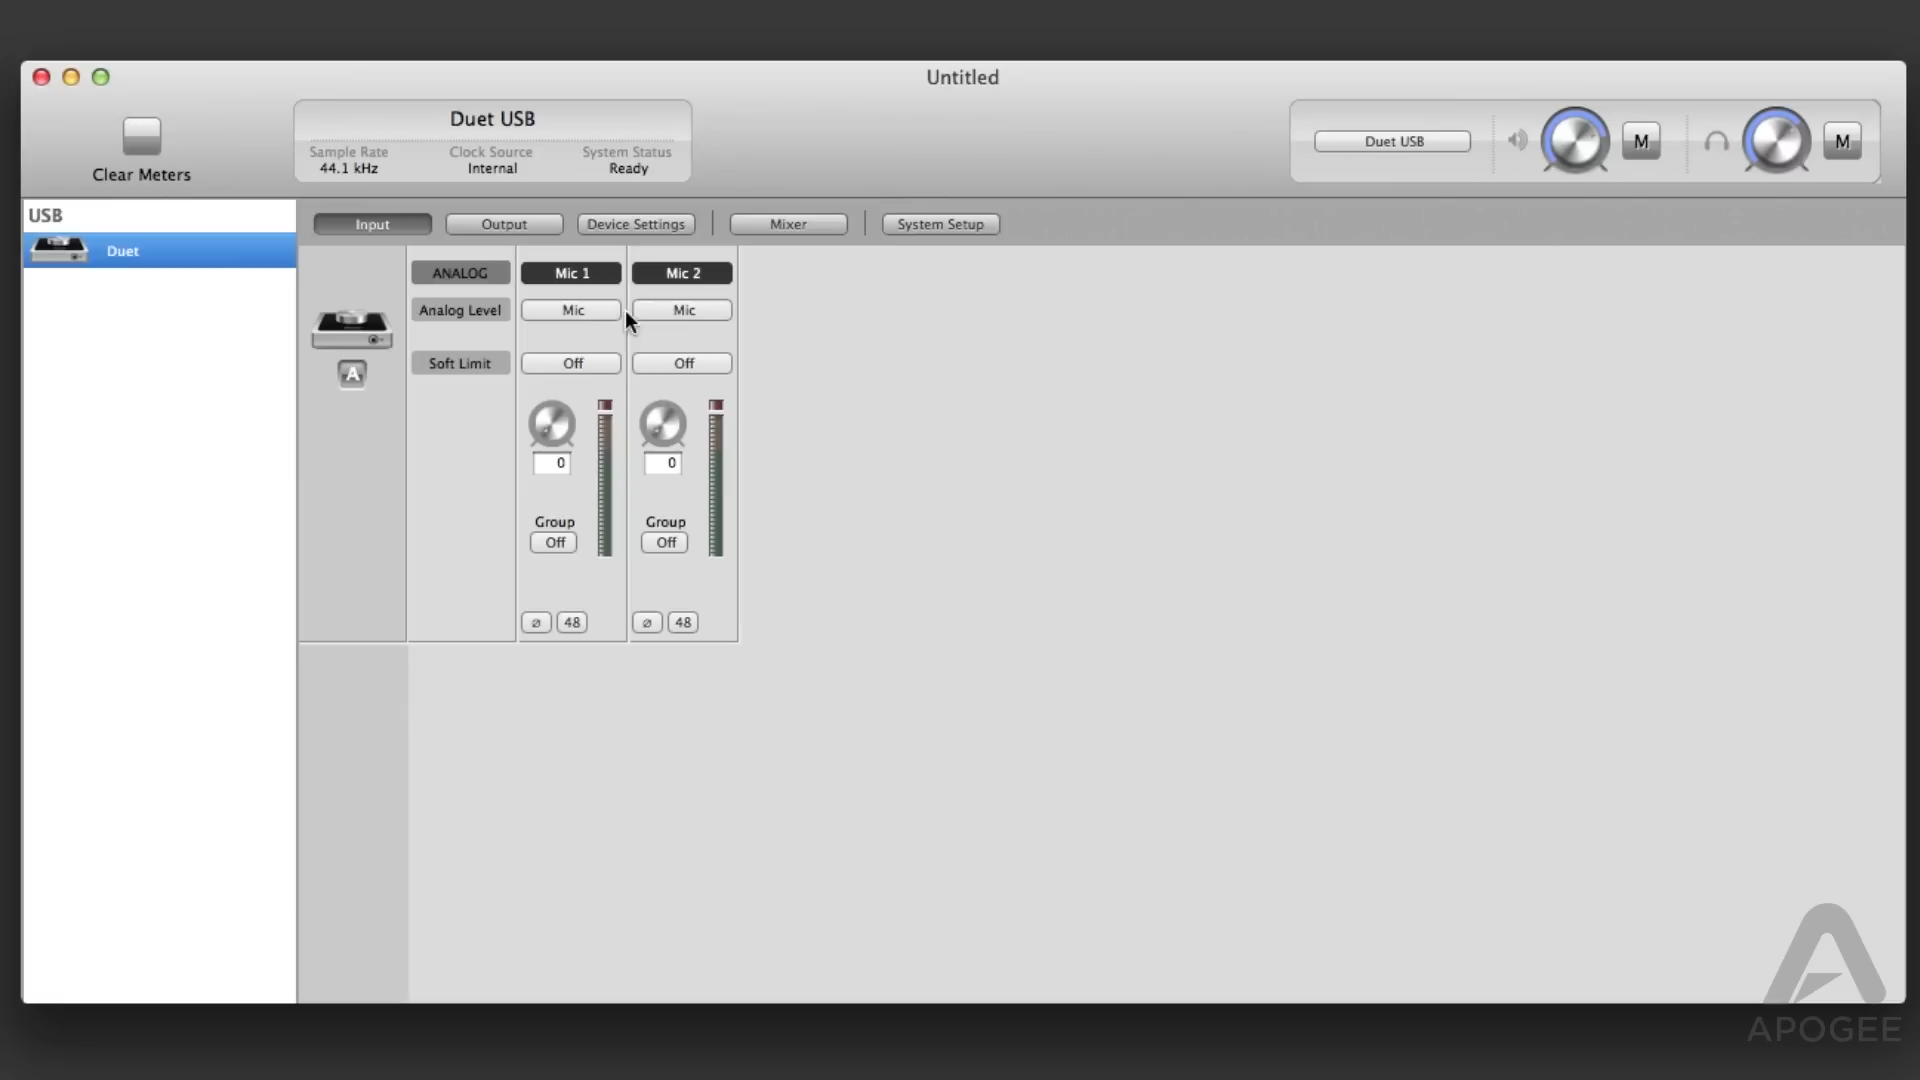 Untitled
Clear Meters
Duet USB
Sample Rate Clock Source System Status
44.1 kHz Internal Ready
Duet USB M M
USB
Duet
Input Output Device Settings Mixer System Setup
ANALOG Mic 1 Mic 2
Analog Level Mic Mic
Soft Limit Off Off
A
0 0
Group Group
Off Off
ø 48 ø 48
APOGEE